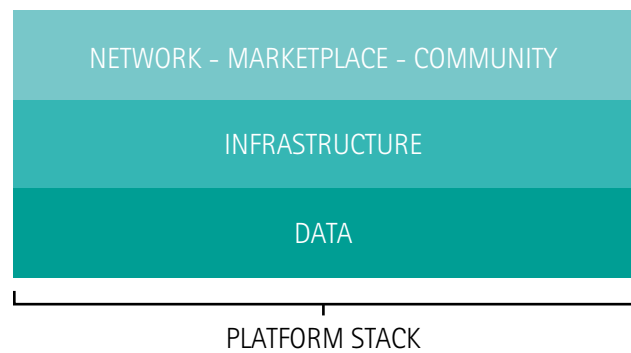 NETWORK - MARKETPLACE - COMMUNITY
INFRASTRUCTURE
DATA
PLATFORM STACK